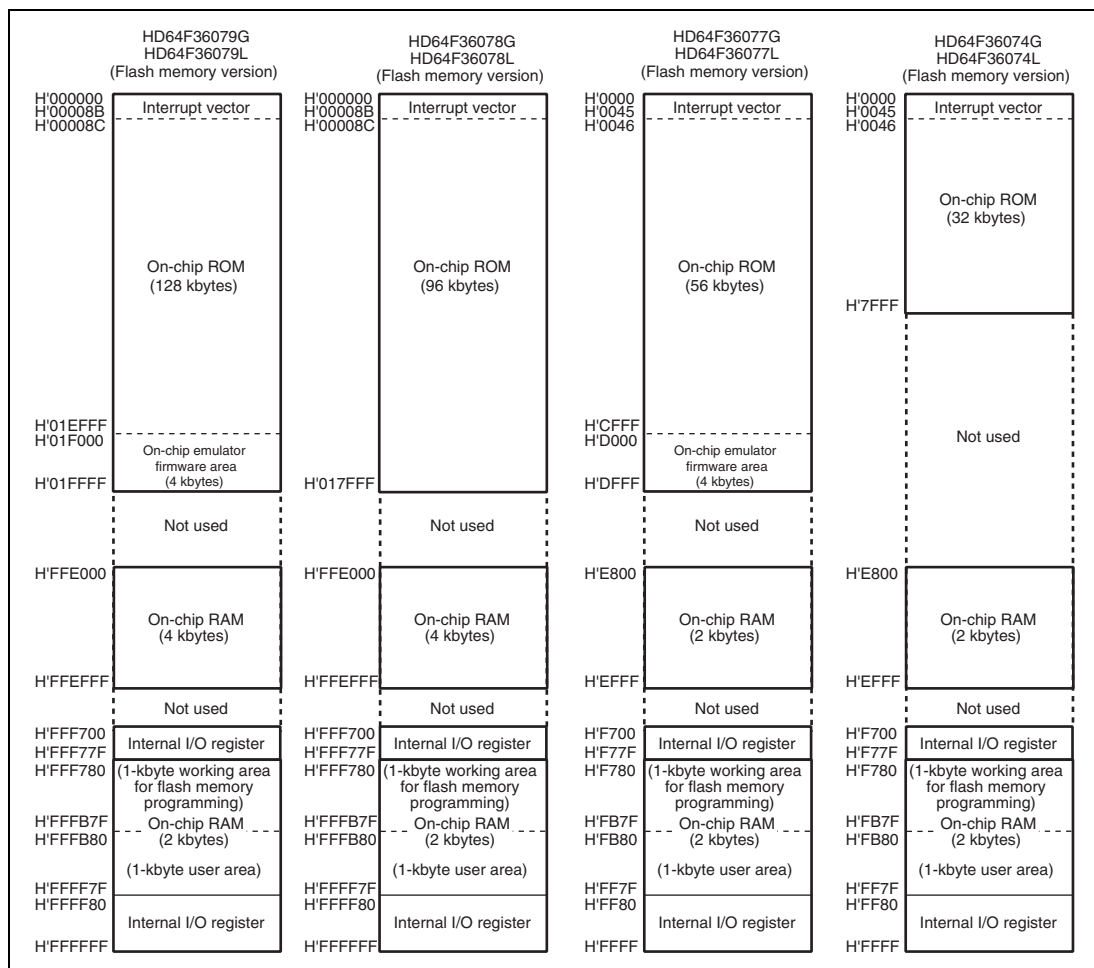 HD64F36079G
HD64F36079L
(Flash memory version)
H'000000
H'00008B
H'00008C
Interrupt vector
On-chip ROM
(128 kbytes)
H'01EFFF
H'01F000
On-chip emulator
firmware area
(4 kbytes)
H'01FFFF
Not used
H'FFE000
On-chip RAM
(4 kbytes)
H'FFEFFF
Not used
H'FFF700
Internal I/O register
H'FFF77F
H'FFF780
(1-kbyte working area
for flash memory
programming)
H'FFFB7F
On-chip RAM
H'FFFB80
(2 kbytes)
(1-kbyte user area)
H'FFFF7F
H'FFFF80
Internal I/O register
H'FFFFFF
HD64F36078G
HD64F36078L
(Flash memory version)
H'000000
H'00008B
H'00008C
Interrupt vector
On-chip ROM
(96 kbytes)
H'017FFF
Not used
H'FFE000
On-chip RAM
(4 kbytes)
H'FFEFFF
Not used
H'FFF700
Internal I/O register
H'FFF77F
H'FFF780
(1-kbyte working area
for flash memory
programming)
H'FFFB7F
On-chip RAM
H'FFFB80
(2 kbytes)
(1-kbyte user area)
H'FFFF7F
H'FFFF80
Internal I/O register
H'FFFFFF
HD64F36077G
HD64F36077L
(Flash memory version)
H'0000
H'0045
H'0046
Interrupt vector
On-chip ROM
(56 kbytes)
H'CFFF
H'D000
On-chip emulator
firmware area
(4 kbytes)
H'DFFF
Not used
H'E800
On-chip RAM
(2 kbytes)
H'EFFF
Not used
H'F700
Internal I/O register
H'F77F
H'F780
(1-kbyte working area
for flash memory
programming)
H'FB7F
On-chip RAM
H'FB80
(2 kbytes)
(1-kbyte user area)
H'FF7F
H'FF80
Internal I/O register
H'FFFF
HD64F36074G
HD64F36074L
(Flash memory version)
H'0000
H'0045
H'0046
Interrupt vector
On-chip ROM
(32 kbytes)
H'7FFF
Not used
H'E800
On-chip RAM
(2 kbytes)
H'EFFF
Not used
H'F700
Internal I/O register
H'F77F
H'F780
(1-kbyte working area
for flash memory
programming)
H'FB7F
On-chip RAM
H'FB80
(2 kbytes)
(1-kbyte user area)
H'FF7F
H'FF80
Internal I/O register
H'FFFF